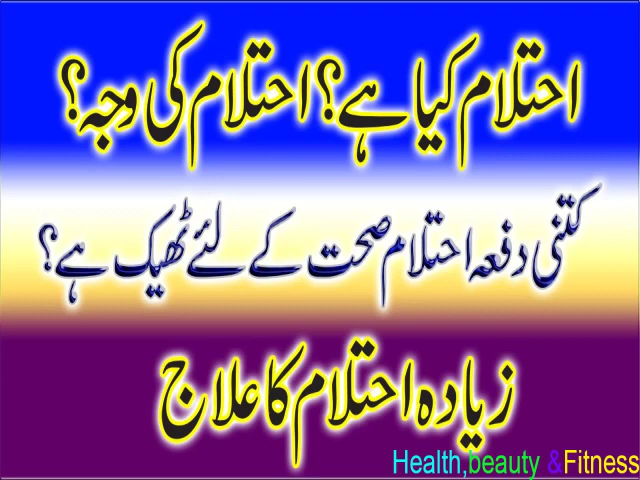 احتلام کیا ہے؟ احتلام کی وجہ؟
کتنی دفعہ احتلام صحت کے لئے ٹھیک ہے؟
زیادہ احتلام کا علاج
Health,beauty &Fitness